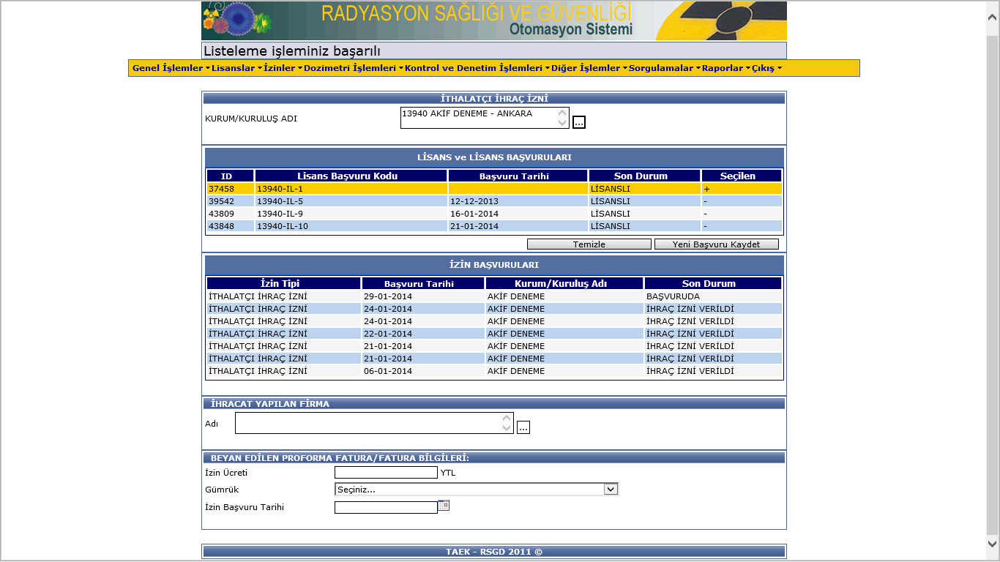 RADYASYON SAĞLIĞI VE GÜVENLİĞİ
Otomasyon Sistemi
Listeleme işleminiz başarılı
Genel İşlemler Lisanslar İzinler Dozimetri İşlemleri Kontrol ve Denetim İşlemleri Diğer İşlemler Sorgulamalar Raporlar Çıkış
İTHALATÇI İHRAÇ İZNİ
KURUM/KURULUŞ ADI 13940 AKİF DENEME - ANKARA ...
LİSANS ve LİSANS BAŞVURULARI
ID Lisans Başvuru Kodu Başvuru Tarihi Son Durum Seçilen
37458 13940-IL-1 LİSANSLI +
39542 13940-IL-5 12-12-2013 LİSANSLI -
43809 13940-IL-9 16-01-2014 LİSANSLI -
43848 13940-IL-10 21-01-2014 LİSANSLI -
Temizle Yeni Başvuru Kaydet
İZİN BAŞVURULARI
İzin Tipi Başvuru Tarihi Kurum/Kuruluş Adı Son Durum
İTHALATÇI İHRAÇ İZNİ 29-01-2014 AKİF DENEME BAŞVURUDA
İTHALATÇI İHRAÇ İZNİ 24-01-2014 AKİF DENEME İHRAÇ İZNİ VERİLDİ
İTHALATÇI İHRAÇ İZNİ 24-01-2014 AKİF DENEME İHRAÇ İZNİ VERİLDİ
İTHALATÇI İHRAÇ İZNİ 22-01-2014 AKİF DENEME İHRAÇ İZNİ VERİLDİ
İTHALATÇI İHRAÇ İZNİ 21-01-2014 AKİF DENEME İHRAÇ İZNİ VERİLDİ
İTHALATÇI İHRAÇ İZNİ 21-01-2014 AKİF DENEME İHRAÇ İZNİ VERİLDİ
İTHALATÇI İHRAÇ İZNİ 06-01-2014 AKİF DENEME İHRAÇ İZNİ VERİLDİ
İHRACAT YAPILAN FİRMA
Adı ...
BEYAN EDİLEN PROFORMA FATURA/FATURA BİLGİLERİ:
İzin Ücreti YTL
Gümrük Seçiniz...
İzin Başvuru Tarihi
TAEK - RSGD 2011 ©